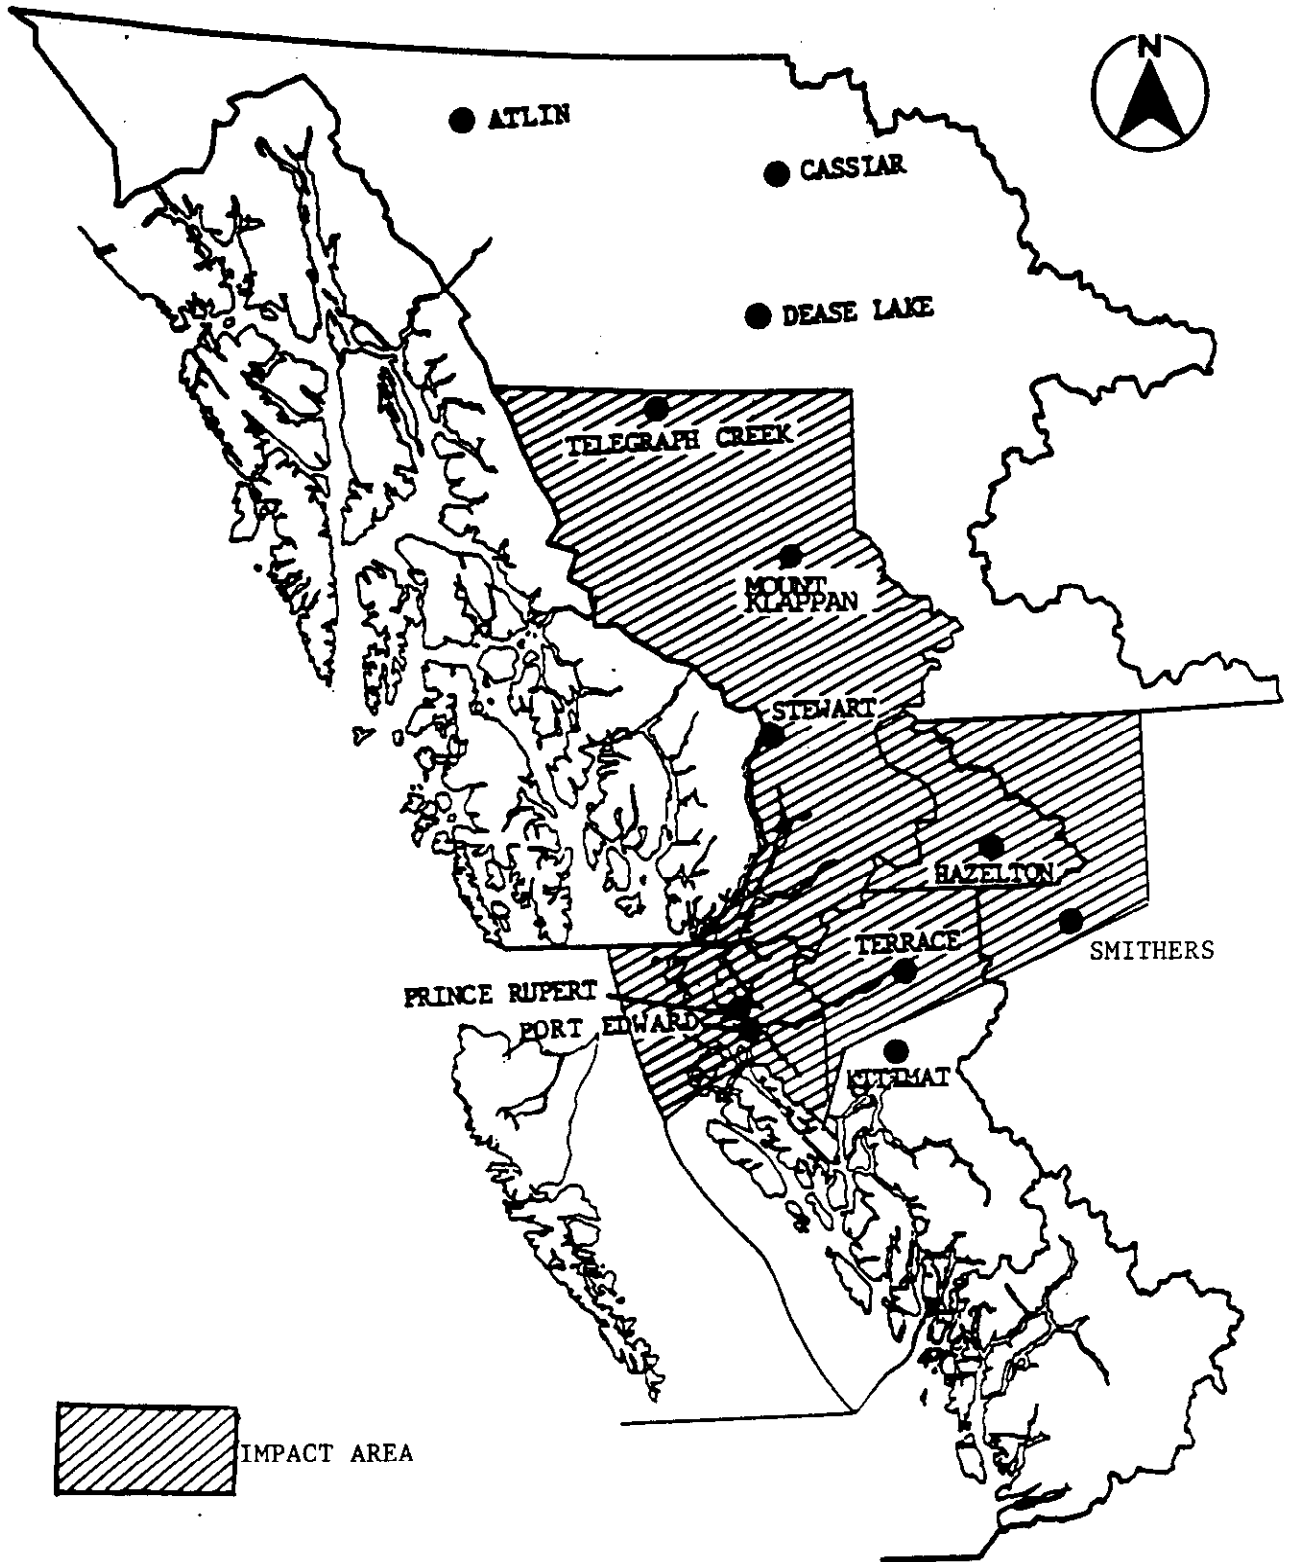 N
ATLIN
CASSIAR
DEASE LAKE
TELEGRAPH CREEK
MOUNT
KLAPPAN
STEWART
HAZELTON
TERRACE
SMITHERS
PRINCE RUPERT
PORT EDWARD
KITIMAT
IMPACT AREA